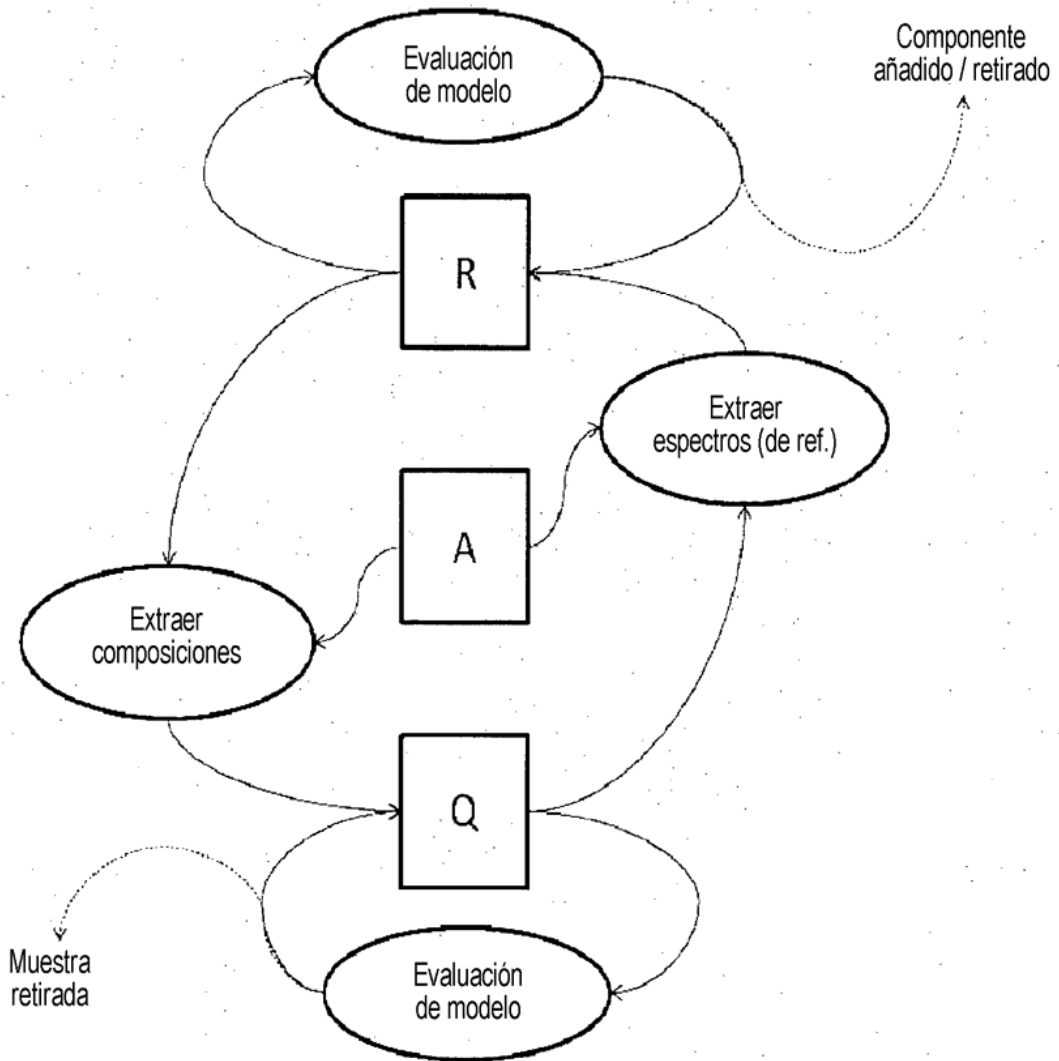 Evaluación
de modelo
Componente
añadido / retirado
R
Extraer
espectros (de ref.)
A
Extraer
composiciones
Q
Muestra
retirada
Evaluación
de modelo